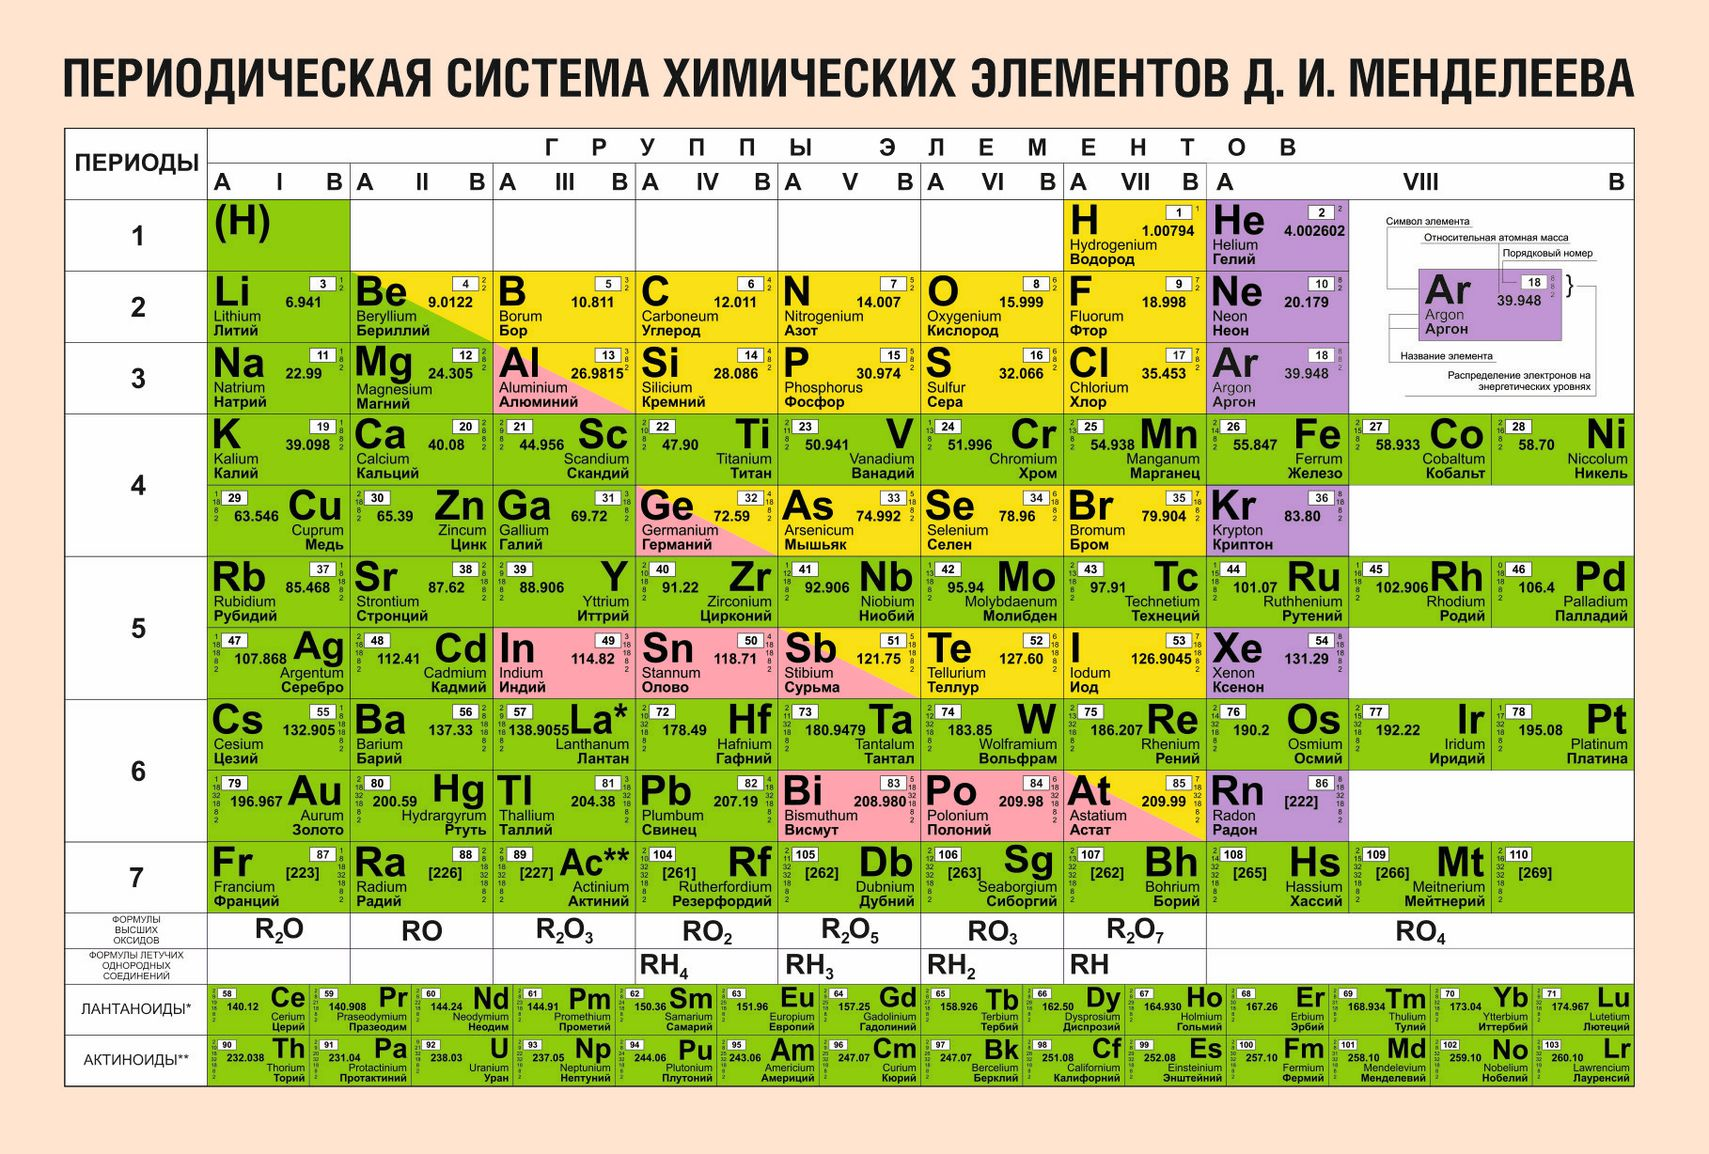 ПЕРИОДИЧЕСКАЯ СИСТЕМА ХИМИЧЕСКИХ ЭЛЕМЕНТОВ Д. И. МЕНДЕЛЕЕВА
ПЕРИОДЫ
ГРУППЫ ЭЛЕМЕНТОВ
A I B A II B A III B A IV B A V B A VI B A VII B A VIII B
1
(H)
H 1 1.00794 Hydrogenium Водород
He 2 4.002602 Helium Гелий
Символ элемента
Относительная атомная масса
Порядковый номер
Ar 18 39.948 Argon Аргон
Название элемента
Распределение электронов на
энергетических уровнях
2
Li 3 6.941 Lithium Литий
Be 4 9.0122 Beryllium Бериллий
B 5 10.811 Borum Бор
C 6 12.011 Carboneum Углерод
N 7 14.007 Nitrogenium Азот
O 8 15.999 Oxygenium Кислород
F 9 18.998 Fluorum Фтор
Ne 10 20.179 Neon Неон
3
Na 11 22.99 Natrium Натрий
Mg 12 24.305 Magnesium Магний
Al 13 26.9815 Aluminium Алюминий
Si 14 28.086 Silicium Кремний
P 15 30.974 Phosphorus Фосфор
S 16 32.066 Sulfur Сера
Cl 17 35.453 Chlorium Хлор
Ar 18 39.948 Argon Аргон
4
K 19 39.098 Kalium Калий
Ca 20 40.08 Calcium Кальций
21 44.956 Sc Scandium Скандий
22 47.90 Ti Titanium Титан
23 50.941 V Vanadium Ванадий
24 51.996 Cr Chromium Хром
25 54.938 Mn Manganum Марганец
26 55.847 Fe Ferrum Железо
27 58.933 Co Cobaltum Кобальт
28 58.70 Ni Niccolum Никель
29 63.546 Cu Cuprum Медь
30 65.39 Zn Zincum Цинк
Ga 31 69.72 Gallium Галий
Ge 32 72.59 Germanium Германий
As 33 74.992 Arsenicum Мышьяк
Se 34 78.96 Selenium Селен
Br 35 79.904 Bromum Бром
Kr 36 83.80 Krypton Криптон
5
Rb 37 85.468 Rubidium Рубидий
Sr 38 87.62 Strontium Стронций
39 88.906 Y Yttrium Иттрий
40 91.22 Zr Zirconium Цирконий
41 92.906 Nb Niobium Ниобий
42 95.94 Mo Molybdaenum Молибден
43 97.91 Tc Technetium Технеций
44 101.07 Ru Ruthhenium Рутений
45 102.906 Rh Rhodium Родий
46 106.4 Pd Palladium Палладий
47 107.868 Ag Argentum Серебро
48 112.41 Cd Cadmium Кадмий
In 49 114.82 Indium Индий
Sn 50 118.71 Stannum Олово
Sb 51 121.75 Stibium Сурьма
Te 52 127.60 Tellurium Теллур
I 53 126.9045 Iodum Иод
Xe 54 131.29 Xenon Ксенон
6
Cs 55 132.905 Cesium Цезий
Ba 56 137.33 Barium Барий
57 138.9055 La* Lanthanum Лантан
72 178.49 Hf Hafnium Гафний
73 180.9479 Ta Tantalum Тантал
74 183.85 W Wolframium Вольфрам
75 186.207 Re Rhenium Рений
76 190.2 Os Osmium Осмий
77 192.22 Ir Iridum Иридий
78 195.08 Pt Platinum Платина
79 196.967 Au Aurum Золото
80 200.59 Hg Hydrargyrum Ртуть
Tl 81 204.38 Thallium Таллий
Pb 82 207.19 Plumbum Свинец
Bi 83 208.980 Bismuthum Висмут
Po 84 209.98 Polonium Полоний
At 85 209.99 Astatium Астат
Rn 86 [222] Radon Радон
7
Fr 87 [223] Francium Франций
Ra 88 [226] Radium Радий
89 [227] Ac** Actinium Актиний
104 [261] Rf Rutherfordium Резерфордий
105 [262] Db Dubnium Дубний
106 [263] Sg Seaborgium Сиборгий
107 [262] Bh Bohrium Борий
108 [265] Hs Hassium Хассий
109 [266] Mt Meitnerium Мейтнерий
110 [269]
ФОРМУЛЫ
ВЫСШИХ
ОКСИДОВ
R₂O RO R₂O₃ RO₂ R₂O₅ RO₃ R₂O₇ RO₄
ФОРМУЛЫ ЛЕТУЧИХ
ОДНОРОДНЫХ
СОЕДИНЕНИЙ
RH₄ RH₃ RH₂ RH
ЛАНТАНОИДЫ*
58 140.12 Ce Cerium Церий
59 140.908 Pr Praseodymium Празеодим
60 144.24 Nd Neodymium Неодим
61 144.91 Pm Promethium Прометий
62 150.36 Sm Samarium Самарий
63 151.96 Eu Europium Европий
64 157.25 Gd Gadolinium Гадолиний
65 158.926 Tb Terbium Тербий
66 162.50 Dy Dysprosium Диспрозий
67 164.930 Ho Holmium Гольмий
68 167.26 Er Erbium Эрбий
69 168.934 Tm Thulium Тулий
70 173.04 Yb Ytterbium Иттербий
71 174.967 Lu Lutetium Лютеций
АКТИНОИДЫ**
90 232.038 Th Thorium Торий
91 231.04 Pa Protactinium Протактиний
92 238.03 U Uranium Уран
93 237.05 Np Neptunium Нептуний
94 244.06 Pu Plutonium Плутоний
95 243.06 Am Americium Америций
96 247.07 Cm Curium Кюрий
97 247.07 Bk Bercelium Берклий
98 251.08 Cf Californium Калифорний
99 252.08 Es Einsteinium Энштейний
100 257.10 Fm Fermium Фермий
101 258.10 Md Mendelevium Менделевий
102 259.10 No Nobelium Нобелий
103 260.10 Lr Lawrencium Лауренсий